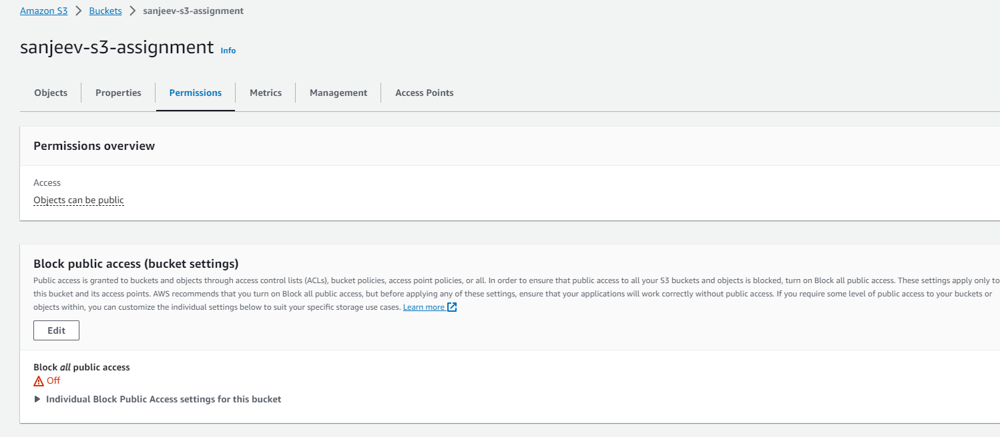 Amazon S3 > Buckets > sanjeev-s3-assignment
sanjeev-s3-assignment Info
Objects Properties Permissions Metrics Management Access Points
Permissions overview
Access
Objects can be public
Block public access (bucket settings)
Public access is granted to buckets and objects through access control lists (ACLs), bucket policies, access point policies, or all. In order to ensure that public access to all your S3 buckets and objects is blocked, turn on Block all public access. These settings apply only to
this bucket and its access points. AWS recommends that you turn on Block all public access, but before applying any of these settings, ensure that your applications will work correctly without public access. If you require some level of public access to your buckets or
objects within, you can customize the individual settings below to suit your specific storage use cases. Learn more
Edit
Block all public access
Off
Individual Block Public Access settings for this bucket